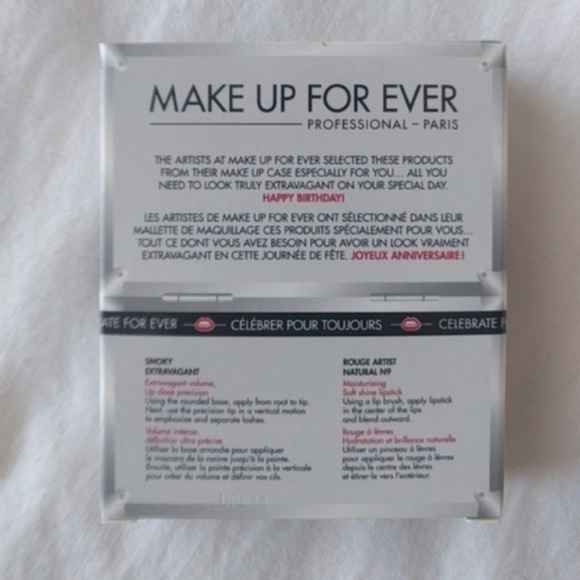 MAKE UP FOR EVER
PROFESSIONAL – PARIS
THE ARTISTS AT MAKE UP FOR EVER SELECTED THESE PRODUCTS
FROM THEIR MAKE UP CASE ESPECIALLY FOR YOU... ALL YOU
NEED TO LOOK TRULY EXTRAVAGANT ON YOUR SPECIAL DAY.
HAPPY BIRTHDAY!
LES ARTISTES DE MAKE UP FOR EVER ONT SÉLECTIONNÉ DANS LEUR
MALLETTE DE MAQUILLAGE CES PRODUITS SPÉCIALEMENT POUR VOUS...
TOUT CE DONT VOUS AVEZ BESOIN POUR AVOIR UN LOOK VRAIMENT
EXTRAVAGANT EN CETTE JOURNÉE DE FÊTE. JOYEUX ANNIVERSAIRE!
ATE FOR EVER CÉLÉBRER POUR TOUJOURS CELEBRATE F
SMOKY
EXTRAVAGANT
Extravagant volume,
Up close precision
Using the rounded base, apply from root to tip.
Next, use the precision tip in a vertical motion
to emphasize and separate lashes.
Volume intense,
définition ultra précise
Utiliser la base arrondie pour appliquer
le mascara de la racine jusqu'à la pointe.
Ensuite, utiliser la pointe précision à la verticale
pour créer du volume et définir vos cils.
ROUGE ARTIST
NATURAL N9
Moisturizing
Soft shine lipstick
Using a lip brush, apply lipstick
in the center of the lips
and blend outward.
Rouge à lèvres
Hydratation et brillance naturelle
Utiliser un pinceau à lèvres
pour appliquer le rouge à lèvres
depuis le centre des lèvres
et étirer-le vers l'extérieur.